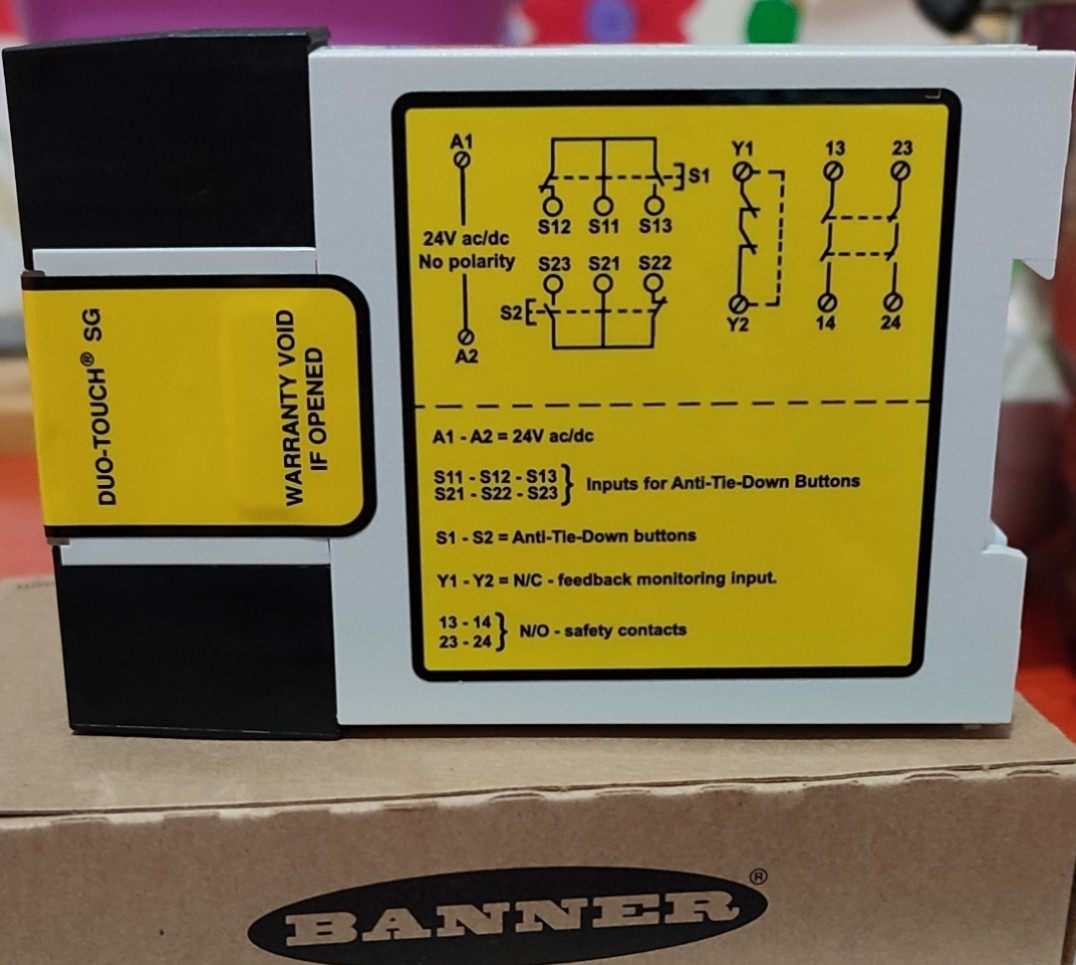 A1
24V ac/dc
No polarity
A2
S1
S12 S11 S13
S23 S21 S22
S2
Y1
Y2
13 23
14 24
A1 - A2 = 24V ac/dc
S11 - S12 - S13
S21 - S22 - S23
Inputs for Anti-Tie-Down Buttons
S1 - S2 = Anti-Tie-Down buttons
Y1 - Y2 = N/C - feedback monitoring input.
13 - 14
23 - 24
N/O - safety contacts
DUO-TOUCH® SG
WARRANTY VOID
IF OPENED
BANNER®